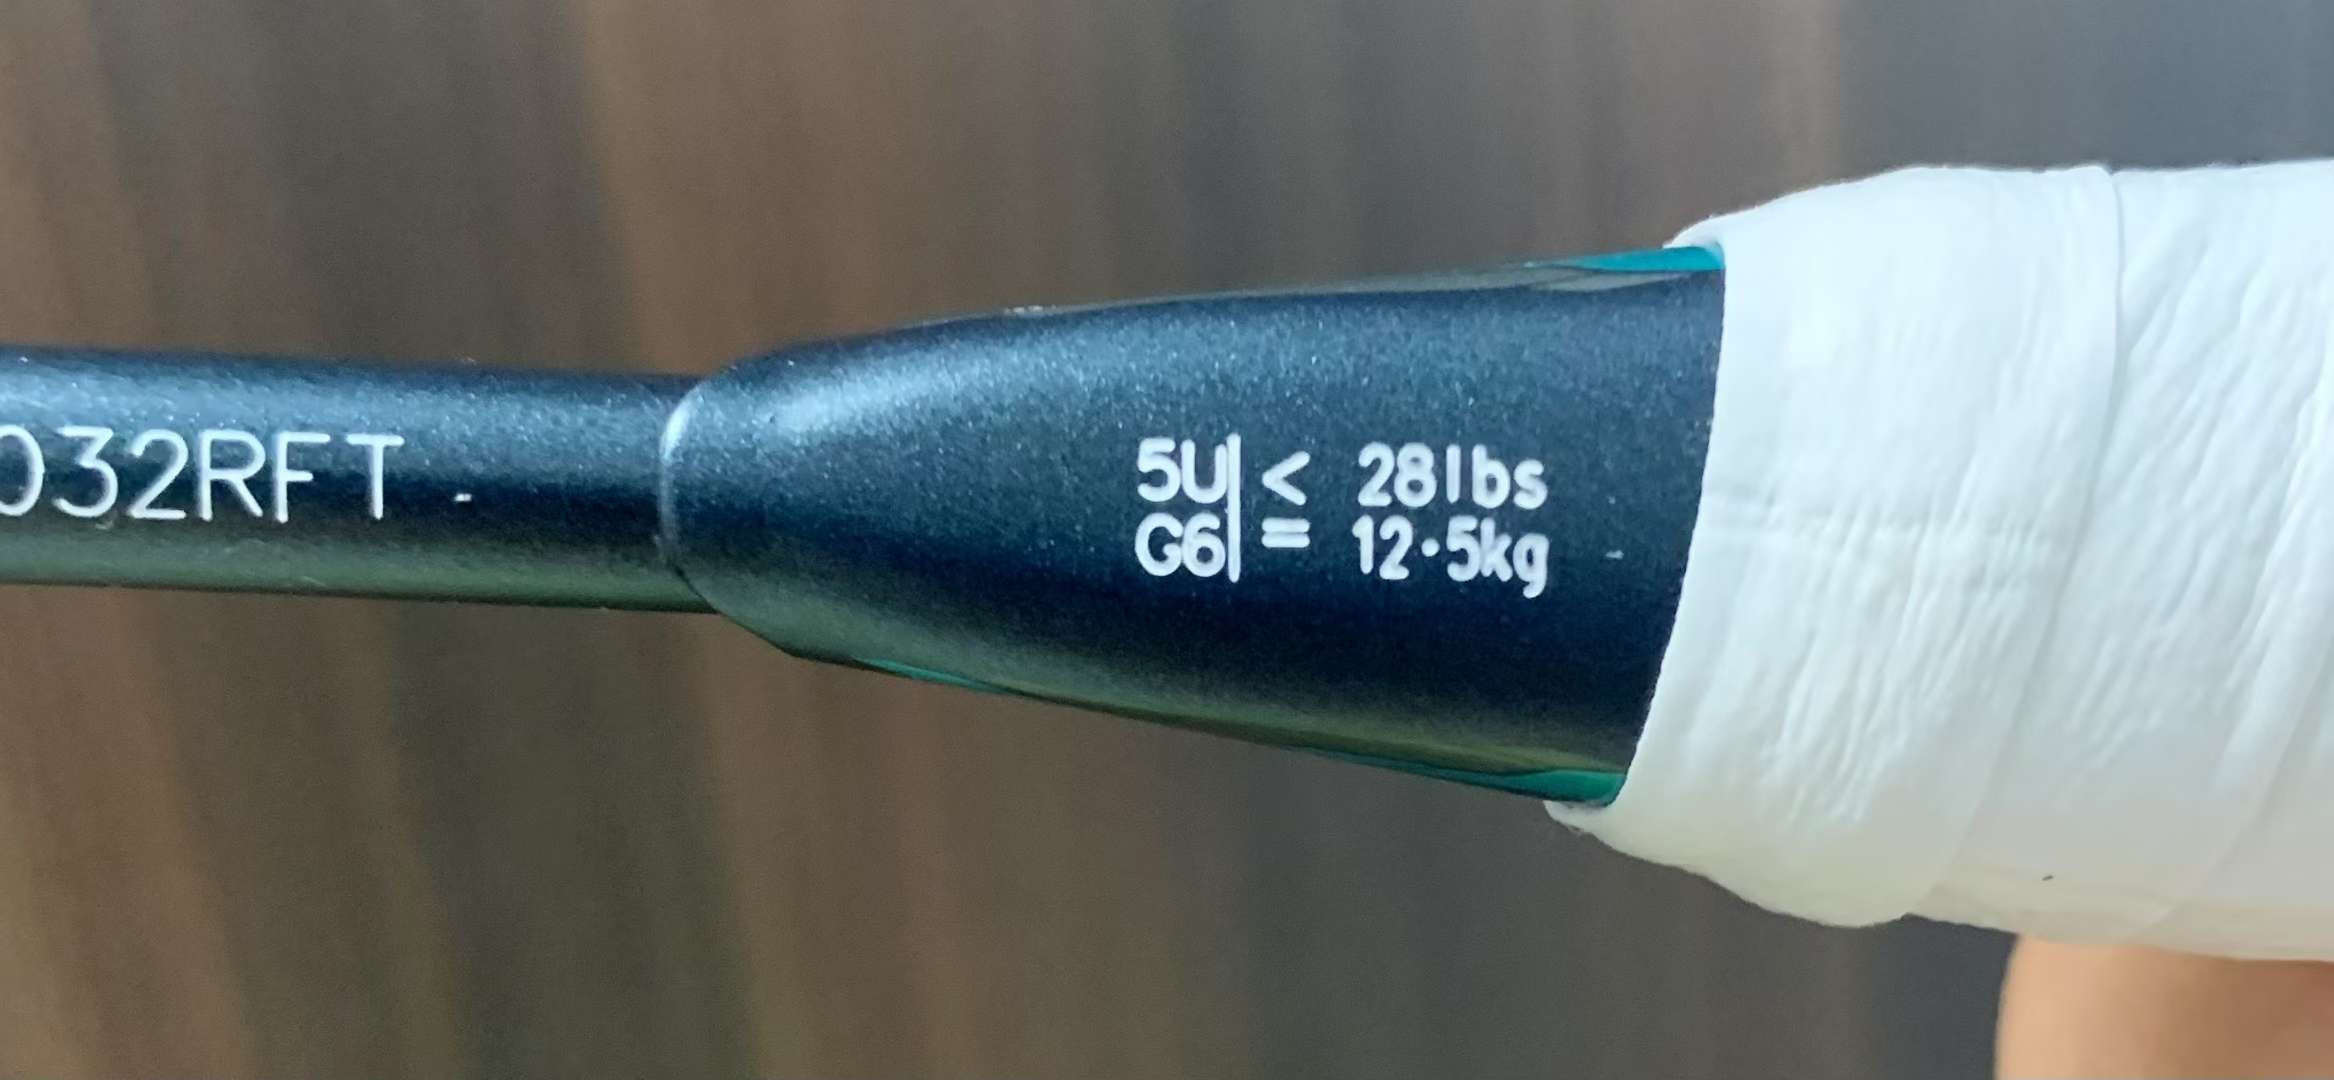 032RFT
5U| < 28lbs
G6| = 12.5kg